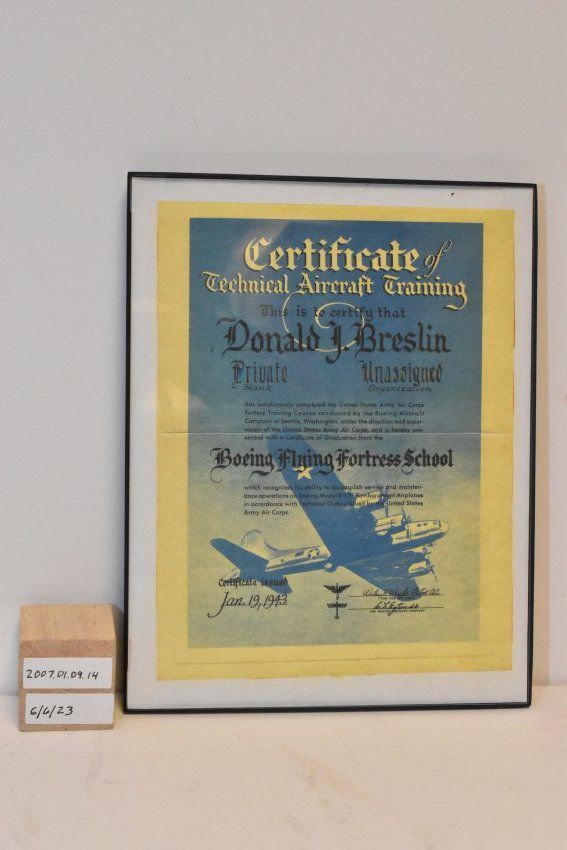 Certificate of
Technical Aircraft Training
This is to certify that
Donald J. Breslin
Private Unassigned
Rank Organization
has satisfactorily completed the United States Army Air Corps
Factory Training Course conducted by the Boeing Aircraft
Company at Seattle, Washington, under the direction and super-
vision of the United States Army Air Corps, and is hereby pre-
sented with a Certificate of Graduation from the
Boeing Flying Fortress School
which recognizes his ability to accomplish service and mainten-
ance operations on Boeing Model B-17F Bombardment Airplanes
in accordance with Technical Orders issued by the United States
Army Air Corps.
Certificate issued
Jan. 19, 1943.
FOR BOEING AIRCRAFT COMPANY
2007.01.09.14
6/6/23